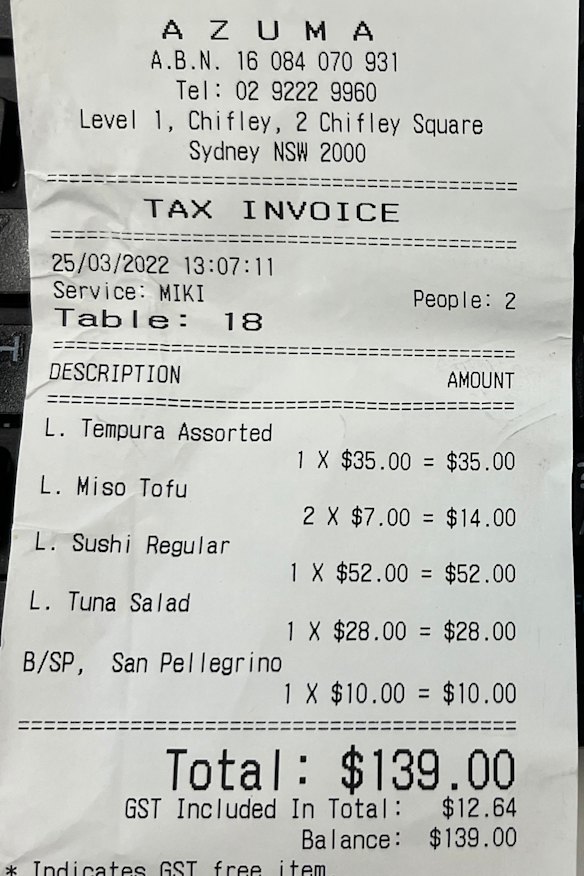 A Z U M A
A.B.N. 16 084 070 931
Tel: 02 9222 9960
Level 1, Chifley, 2 Chifley Square
Sydney NSW 2000
==================================================
TAX INVOICE
==================================================
25/03/2022 13:07:11
Service: MIKI People: 2
Table: 18
==================================================
DESCRIPTION AMOUNT
==================================================
L. Tempura Assorted
1 X $35.00 = $35.00
L. Miso Tofu
2 X $7.00 = $14.00
L. Sushi Regular
1 X $52.00 = $52.00
L. Tuna Salad
1 X $28.00 = $28.00
B/SP, San Pellegrino
1 X $10.00 = $10.00
==================================================
Total: $139.00
GST Included In Total: $12.64
Balance: $139.00
* Indicates GST free item